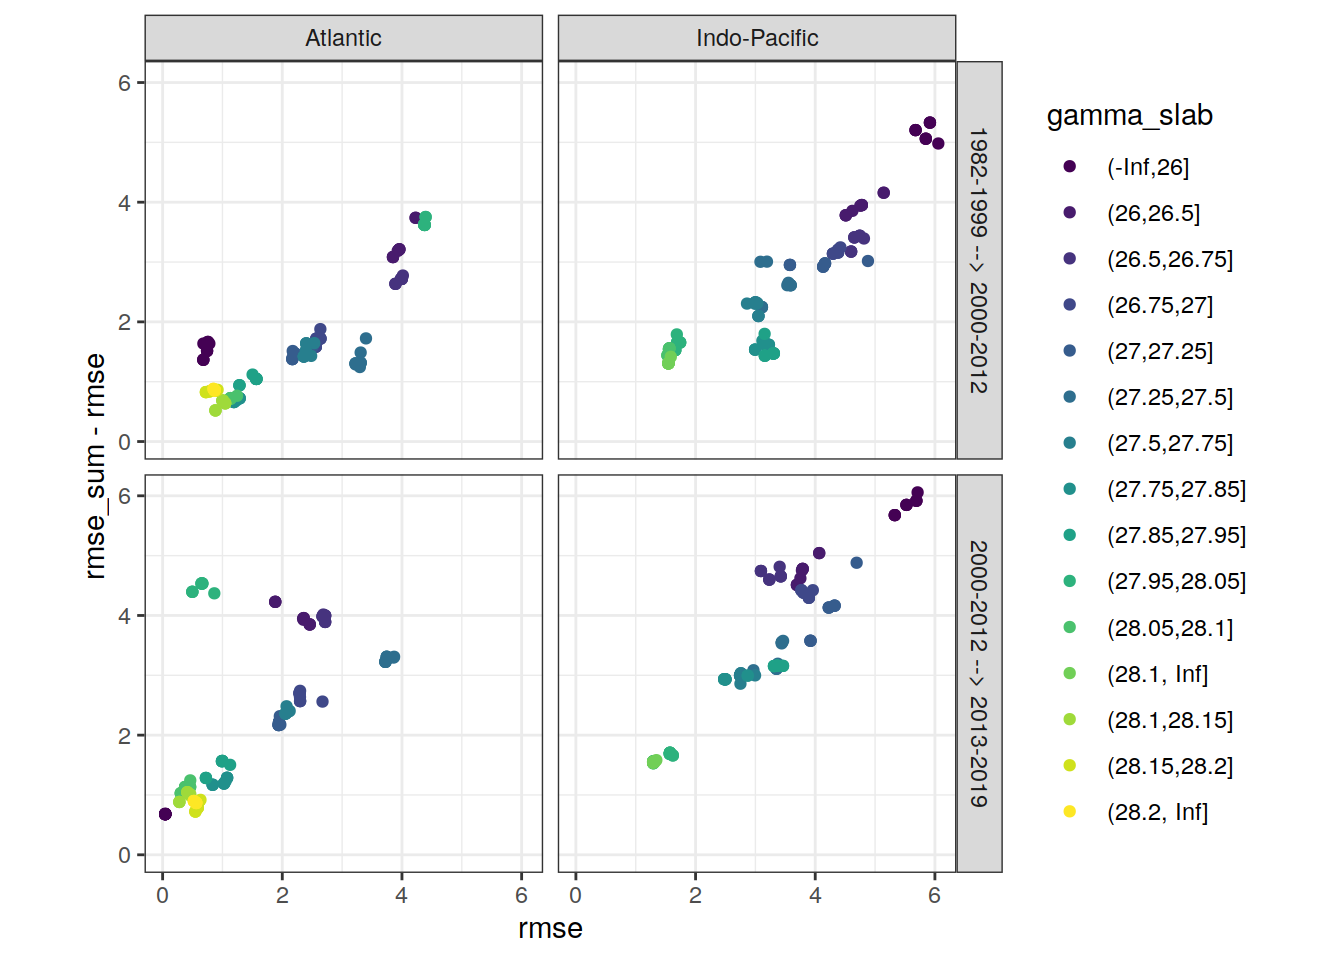 Atlantic
Indo-Pacific
6
4
2
0
1982-1999 --> 2000-2012
6
4
2
0
2000-2012 --> 2013-2019
0
2
4
6
0
2
4
6
rmse
rmse_sum - rmse
gamma_slab
(-Inf,26]
(26,26.5]
(26.5,26.75]
(26.75,27]
(27,27.25]
(27.25,27.5]
(27.5,27.75]
(27.75,27.85]
(27.85,27.95]
(27.95,28.05]
(28.05,28.1]
(28.1, Inf]
(28.1,28.15]
(28.15,28.2]
(28.2, Inf]